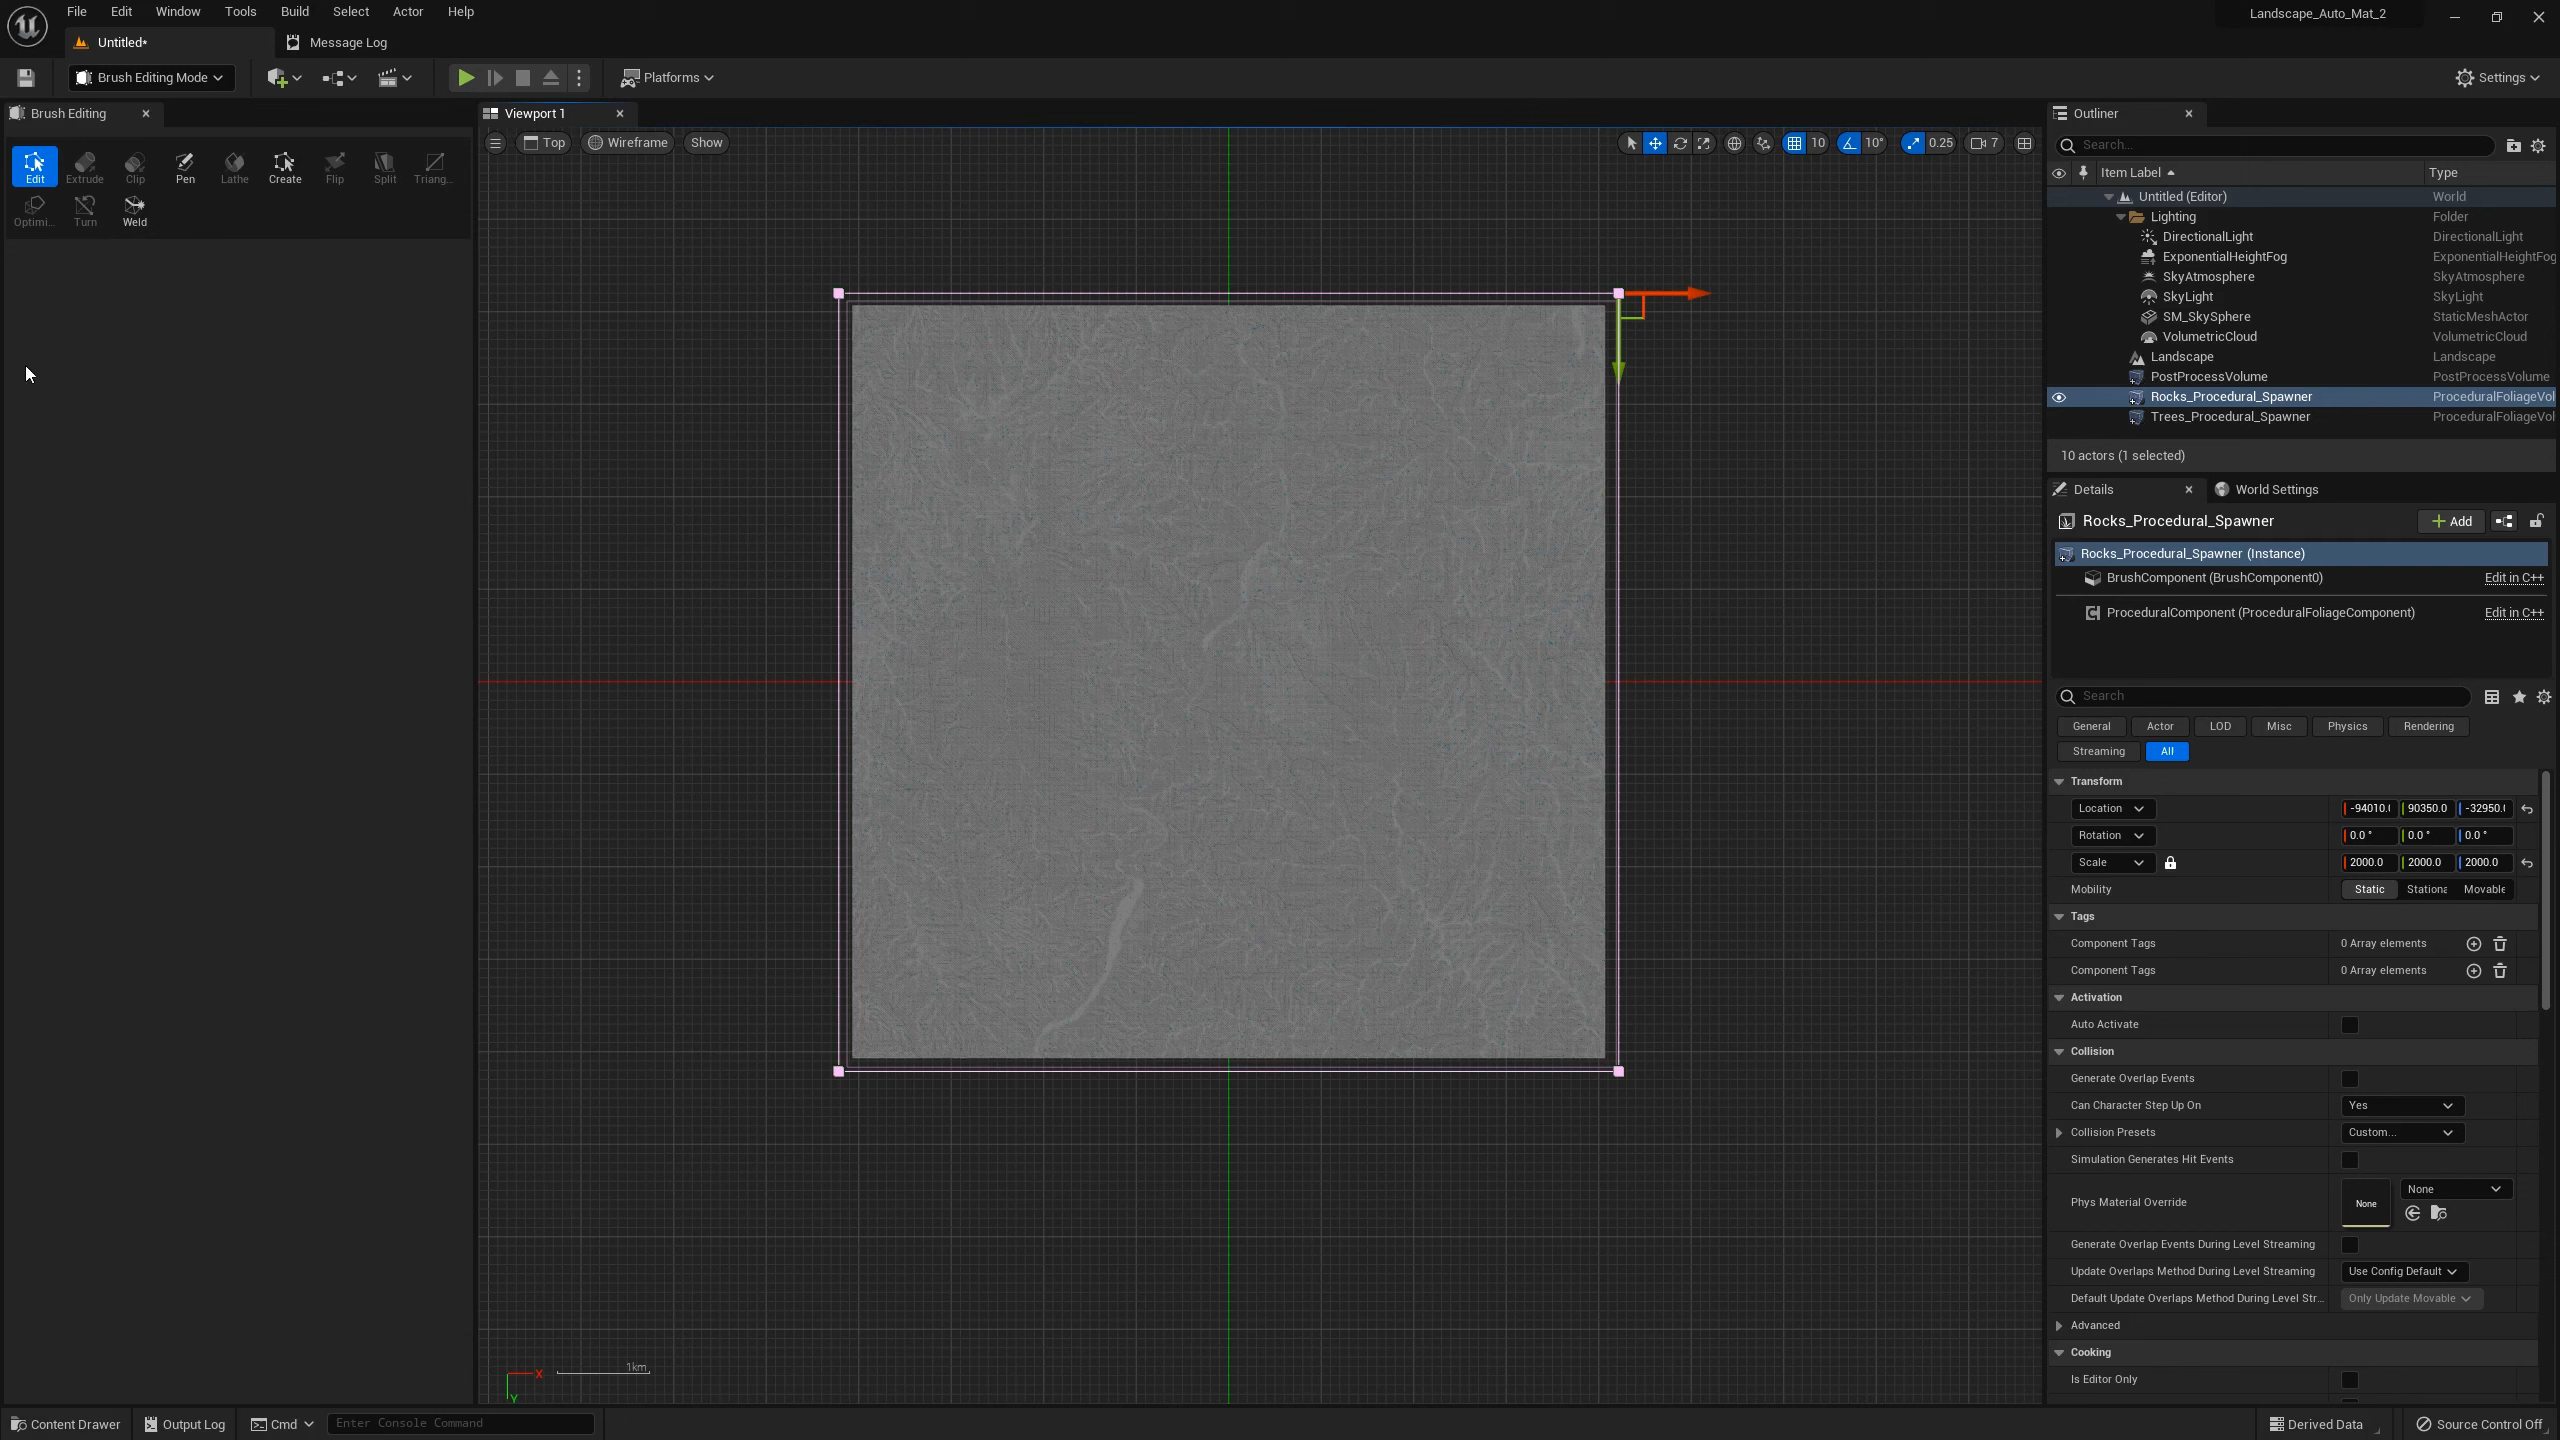 File Edit Window Tools Build Select Actor Help
Landscape_Auto_Mat_2
Untitled* Message Log
Brush Editing Mode Platforms Settings
Brush Editing
Edit Extrude Clip Pen Lathe Create Flip Split Triang...
Optimi... Turn Weld
Viewport 1
Top Wireframe Show 10 10° 0.25 7
1km
X
Y
Outliner
Search...
Item Label Type
Untitled (Editor) World
Lighting Folder
DirectionalLight DirectionalLight
ExponentialHeightFog ExponentialHeightFog
SkyAtmosphere SkyAtmosphere
SkyLight SkyLight
SM_SkySphere StaticMeshActor
VolumetricCloud VolumetricCloud
Landscape Landscape
PostProcessVolume PostProcessVolume
Rocks_Procedural_Spawner ProceduralFoliageVol
Trees_Procedural_Spawner ProceduralFoliageVol
10 actors (1 selected)
Details World Settings
Rocks_Procedural_Spawner Add
Rocks_Procedural_Spawner (Instance)
BrushComponent (BrushComponent0) Edit in C++
ProceduralComponent (ProceduralFoliageComponent) Edit in C++
Search
General Actor LOD Misc Physics Rendering
Streaming All
Transform
Location -94010.( 90350.0 -32950.(
Rotation 0.0 ° 0.0 ° 0.0 °
Scale 2000.0 2000.0 2000.0
Mobility Static Stationa Movable
Tags
Component Tags 0 Array elements
Component Tags 0 Array elements
Activation
Auto Activate
Collision
Generate Overlap Events
Can Character Step Up On Yes
Collision Presets Custom...
Simulation Generates Hit Events
Phys Material Override None None
Generate Overlap Events During Level Streaming
Update Overlaps Method During Level Streaming Use Config Default
Default Update Overlaps Method During Level Str... Only Update Movable
Advanced
Cooking
Is Editor Only
Content Drawer Output Log Cmd Enter Console Command Derived Data Source Control Off